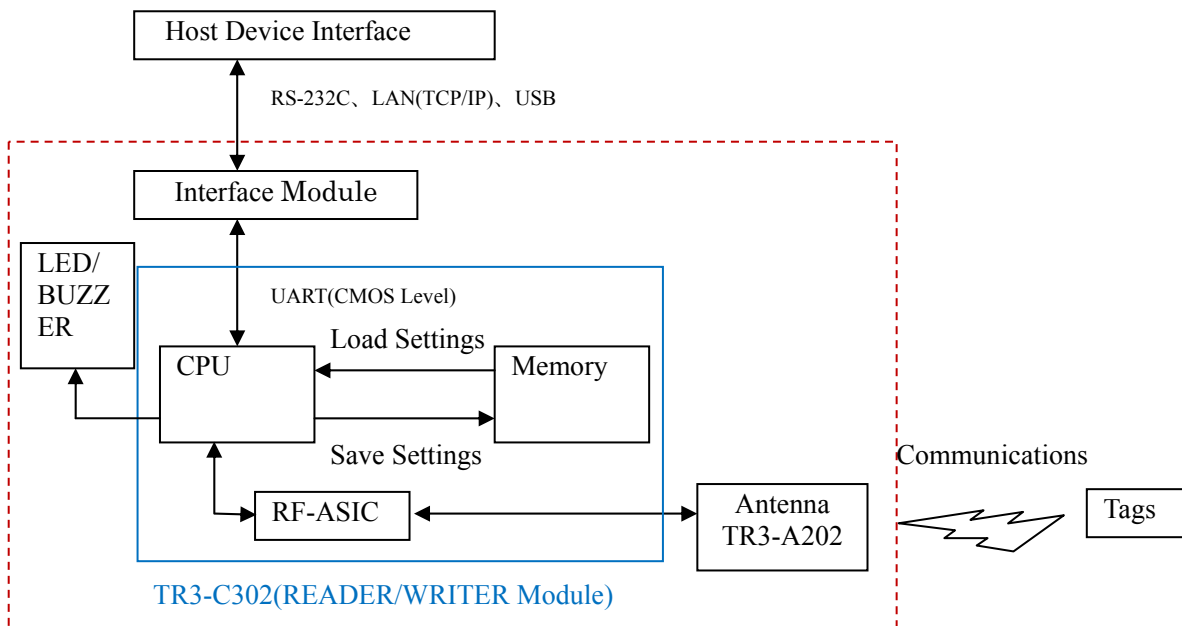 Host Device Interface
RS-232C、LAN(TCP/IP)、USB
Interface Module
LED/
BUZZ
ER
UART(CMOS Level)
Load Settings
CPU
Memory
Save Settings
Communications
RF-ASIC
Antenna
TR3-A202
Tags
TR3-C302(READER/WRITER Module)